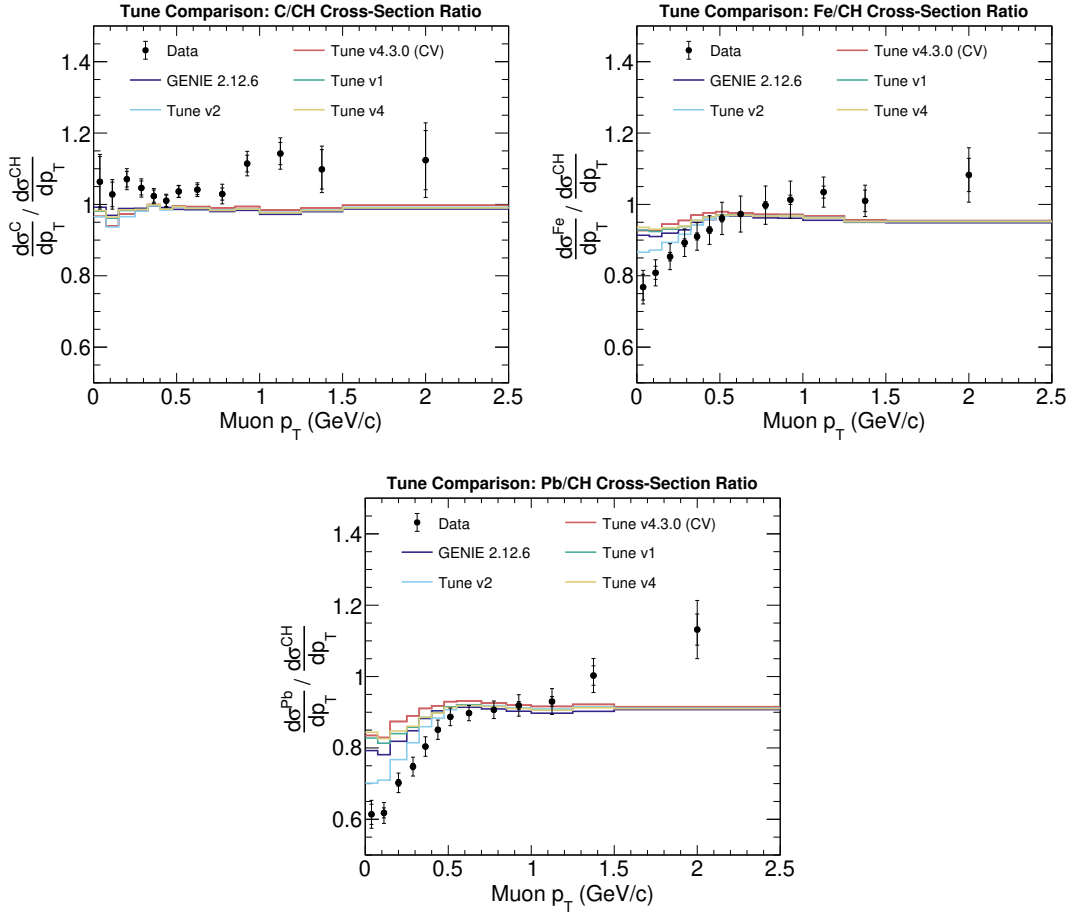 Tune Comparison: C/CH Cross-Section Ratio
Data
Tune v4.3.0 (CV)
GENIE 2.12.6
Tune v1
Tune v2
Tune v4
1.4
1.2
1
0.8
0.6
dσ^C/dp_T / dσ^CH/dp_T
0 0.5 1 1.5 2 2.5
Muon p_T (GeV/c)
Tune Comparison: Fe/CH Cross-Section Ratio
Data
Tune v4.3.0 (CV)
GENIE 2.12.6
Tune v1
Tune v2
Tune v4
1.4
1.2
1
0.8
0.6
dσ^Fe/dp_T / dσ^CH/dp_T
0 0.5 1 1.5 2 2.5
Muon p_T (GeV/c)
Tune Comparison: Pb/CH Cross-Section Ratio
Data
Tune v4.3.0 (CV)
GENIE 2.12.6
Tune v1
Tune v2
Tune v4
1.4
1.2
1
0.8
0.6
dσ^Pb/dp_T / dσ^CH/dp_T
0 0.5 1 1.5 2 2.5
Muon p_T (GeV/c)